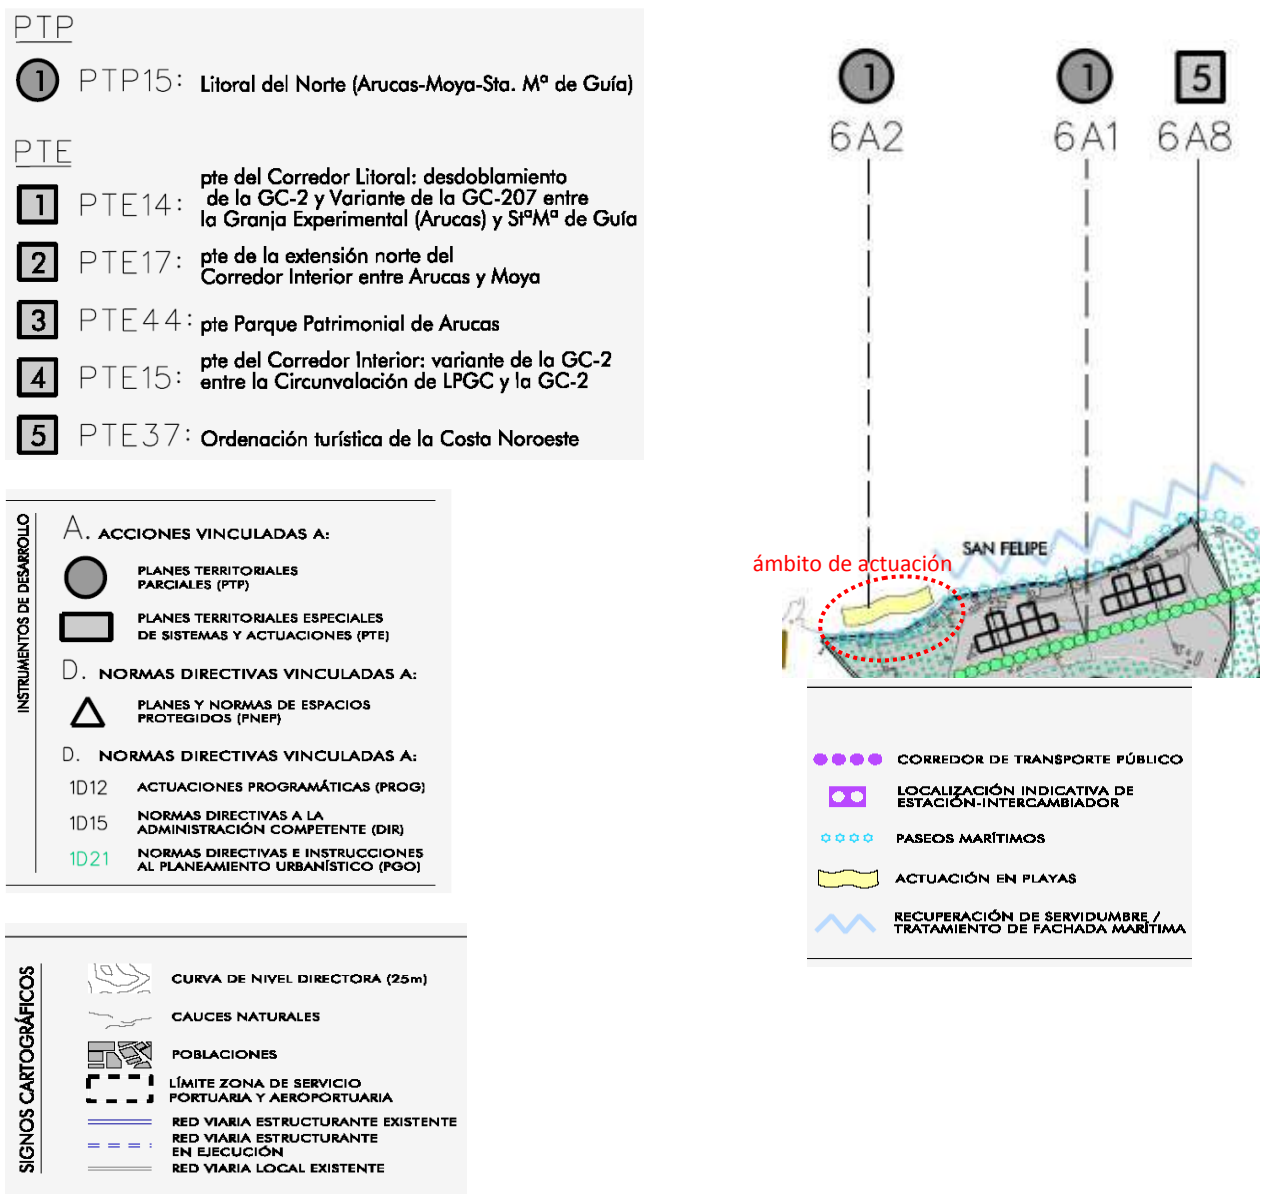 PTP
1 PTP15: Litoral del Norte (Arucas-Moya-Sta. Mª de Guía)
PTE
1 PTE14: pte del Corredor Litoral: desdoblamiento
de la GC-2 y Variante de la GC-207 entre
la Granja Experimental (Arucas) y StªMª de Guía
2 PTE17: pte de la extensión norte del
Corredor Interior entre Arucas y Moya
3 PTE44: pte Parque Patrimonial de Arucas
4 PTE15: pte del Corredor Interior: variante de la GC-2
entre la Circunvalación de LPGC y la GC-2
5 PTE37: Ordenación turística de la Costa Noroeste
INSTRUMENTOS DE DESARROLLO
A. ACCIONES VINCULADAS A:
PLANES TERRITORIALES
PARCIALES (PTP)
PLANES TERRITORIALES ESPECIALES
DE SISTEMAS Y ACTUACIONES (PTE)
D. NORMAS DIRECTIVAS VINCULADAS A:
PLANES Y NORMAS DE ESPACIOS
PROTEGIDOS (PNEP)
D. NORMAS DIRECTIVAS VINCULADAS A:
1D12 ACTUACIONES PROGRAMÁTICAS (PROG)
1D15 NORMAS DIRECTIVAS A LA
ADMINISTRACIÓN COMPETENTE (DIR)
1D21 NORMAS DIRECTIVAS E INSTRUCCIONES
AL PLANEAMIENTO URBANÍSTICO (PGO)
SIGNOS CARTOGRÁFICOS
CURVA DE NIVEL DIRECTORA (25m)
CAUCES NATURALES
POBLACIONES
LÍMITE ZONA DE SERVICIO
PORTUARIA Y AEROPORTUARIA
RED VIARIA ESTRUCTURANTE EXISTENTE
RED VIARIA ESTRUCTURANTE
EN EJECUCIÓN
RED VIARIA LOCAL EXISTENTE
1 1 5
6A2 6A1 6A8
SAN FELIPE
ámbito de actuación
CORREDOR DE TRANSPORTE PÚBLICO
LOCALIZACIÓN INDICATIVA DE
ESTACIÓN-INTERCAMBIADOR
PASEOS MARÍTIMOS
ACTUACIÓN EN PLAYAS
RECUPERACIÓN DE SERVIDUMBRE /
TRATAMIENTO DE FACHADA MARÍTIMA